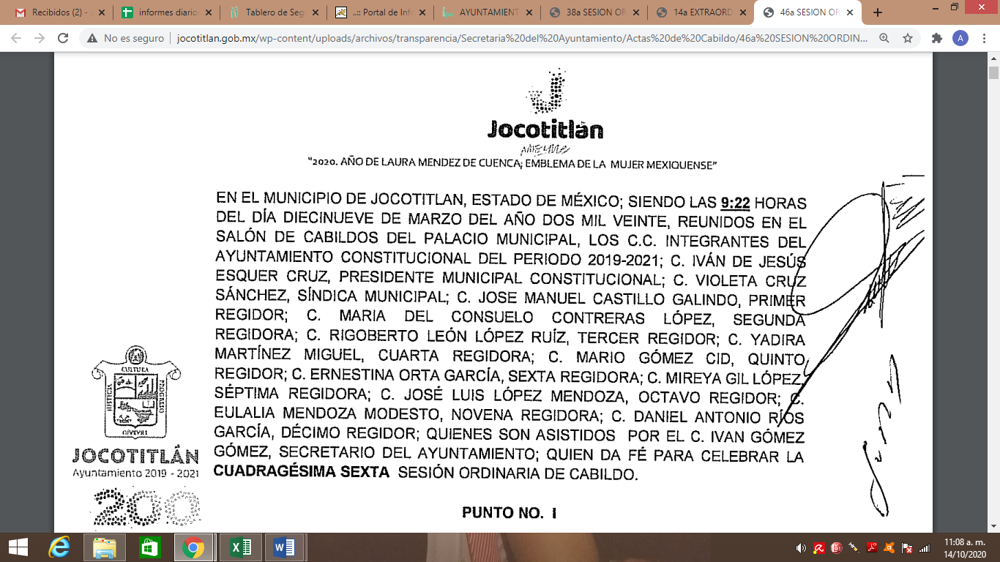 Recibidos (2) -
informes diario
Tablero de Seg
..:: Portal de Info
AYUNTAMIENT
38a SESION OR
14a EXTRAORD
46a SESION OR
No es seguro | jocotitlan.gob.mx/wp-content/uploads/archivos/transparencia/Secretaria%20del%20Ayuntamiento/Actas%20de%20Cabildo/46a%20SESION%20ORDIN...
A
Jocotitlán
"2020. AÑO DE LAURA MENDEZ DE CUENCA; EMBLEMA DE LA MUJER MEXIQUENSE"
EN EL MUNICIPIO DE JOCOTITLAN, ESTADO DE MÉXICO; SIENDO LAS 9:22 HORAS
DEL DÍA DIECINUEVE DE MARZO DEL AÑO DOS MIL VEINTE, REUNIDOS EN EL
SALÓN DE CABILDOS DEL PALACIO MUNICIPAL, LOS C.C. INTEGRANTES DEL
AYUNTAMIENTO CONSTITUCIONAL DEL PERIODO 2019-2021; C. IVÁN DE JESÚS
ESQUER CRUZ, PRESIDENTE MUNICIPAL CONSTITUCIONAL; C. VIOLETA CRUZ
SÁNCHEZ, SÍNDICA MUNICIPAL; C. JOSE MANUEL CASTILLO GALINDO, PRIMER
REGIDOR; C. MARIA DEL CONSUELO CONTRERAS LÓPEZ, SEGUNDA
REGIDORA; C. RIGOBERTO LEÓN LÓPEZ RUÍZ, TERCER REGIDOR; C. YADIRA
MARTÍNEZ MIGUEL, CUARTA REGIDORA; C. MARIO GÓMEZ CID, QUINTO
REGIDOR; C. ERNESTINA ORTA GARCÍA, SEXTA REGIDORA; C. MIREYA GIL LÓPEZ,
SÉPTIMA REGIDORA; C. JOSÉ LUIS LÓPEZ MENDOZA, OCTAVO REGIDOR; C.
EULALIA MENDOZA MODESTO, NOVENA REGIDORA; C. DANIEL ANTONIO RÍOS
GARCÍA, DÉCIMO REGIDOR; QUIENES SON ASISTIDOS POR EL C. IVAN GÓMEZ
GÓMEZ, SECRETARIO DEL AYUNTAMIENTO; QUIEN DA FÉ PARA CELEBRAR LA
CUADRAGÉSIMA SEXTA SESIÓN ORDINARIA DE CABILDO.
PUNTO NO. I
CULTURA
JUSTICIA
JOCOTITLÁN
Ayuntamiento 2019 - 2021
200
11:08 a. m.
14/10/2020